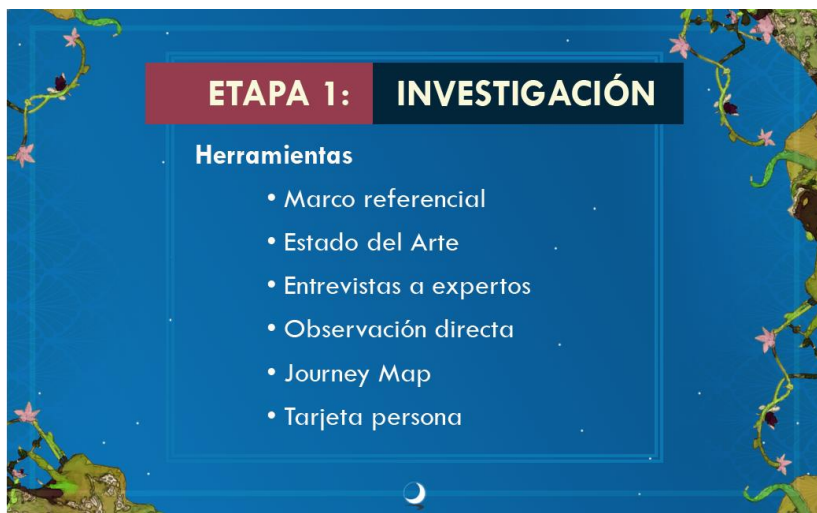 ETAPA 1: INVESTIGACIÓN
Herramientas
• Marco referencial
• Estado del Arte
• Entrevistas a expertos
• Observación directa
• Journey Map
• Tarjeta persona